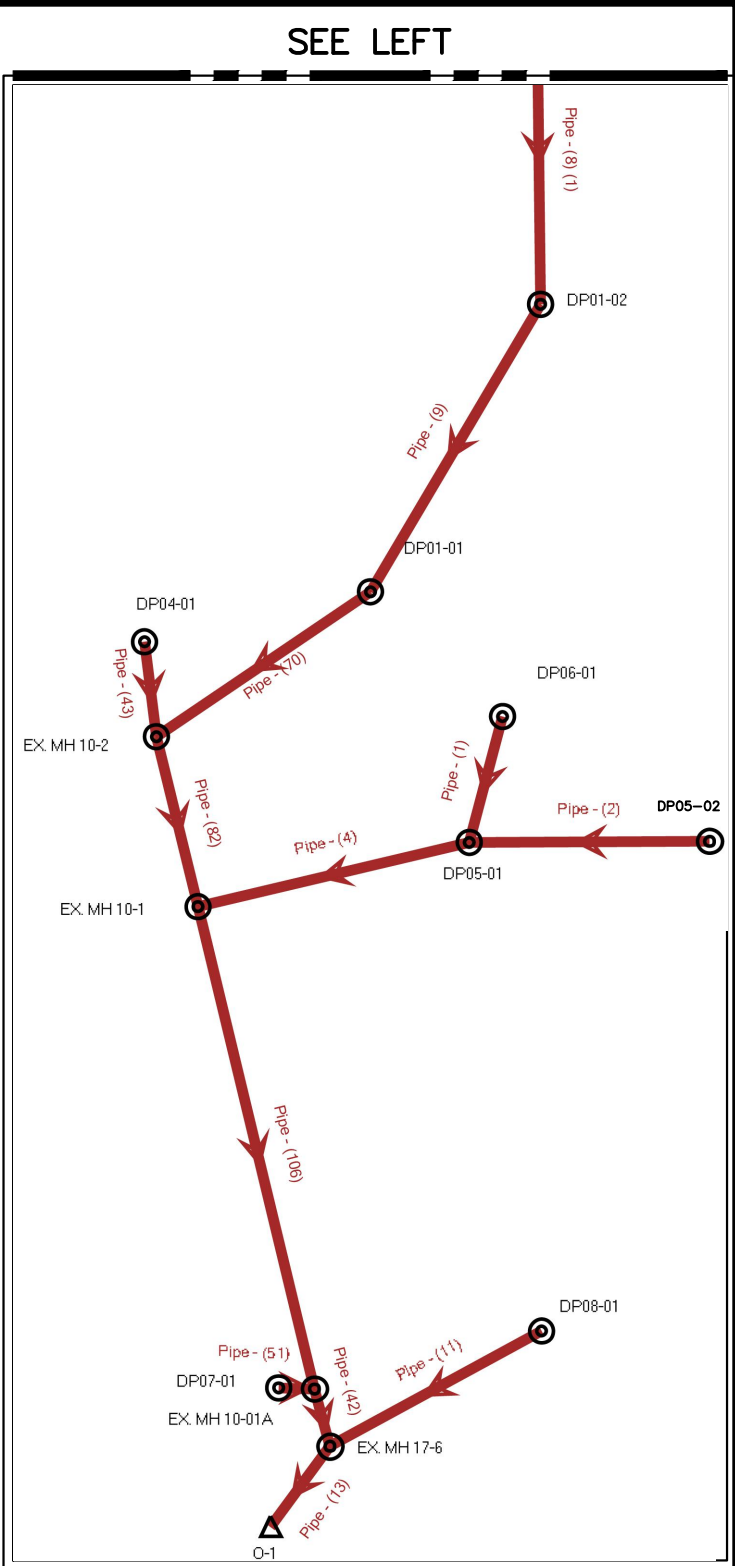 SEE LEFT
Pipe - (8) (1)
DP01-02
Pipe - (9)
DP01-01
DP04-01
Pipe - (43)
Pipe - (70)
DP06-01
EX. MH 10-2
Pipe - (1)
Pipe - (82)
Pipe - (2)
DP05-02
Pipe - (4)
DP05-01
EX. MH 10-1
Pipe - (106)
DP08-01
Pipe - (51)
Pipe - (11)
DP07-01
Pipe - (42)
EX. MH 10-01A
EX. MH 17-6
Pipe - (13)
O-1